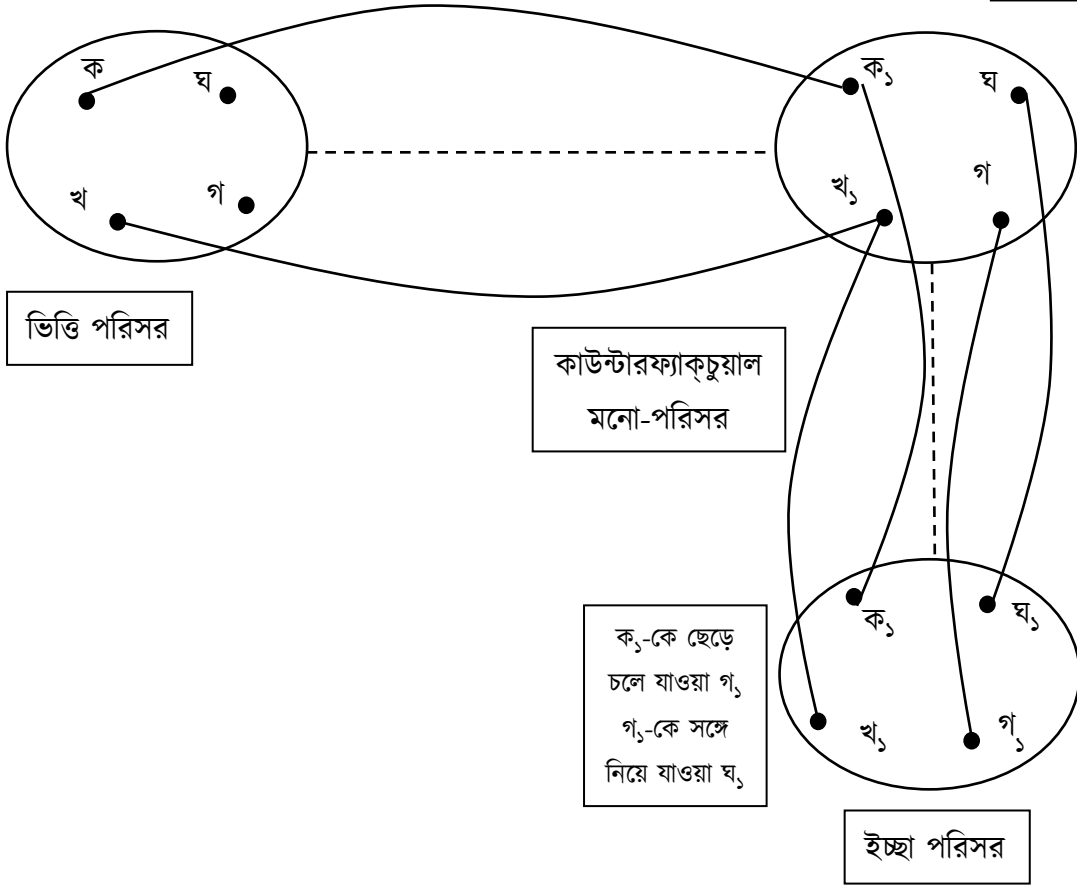 ক ঘ
খ গ
ভিত্তি পরিসর
ক১ ঘ
খ১ গ
কাউন্টারফ্যাক্‌চুয়াল
মনো-পরিসর
ক১ ঘ১
খ১ গ১
ক১-কে ছেড়ে
চলে যাওয়া গ১
গ১-কে সঙ্গে
নিয়ে যাওয়া ঘ১
ইচ্ছা পরিসর